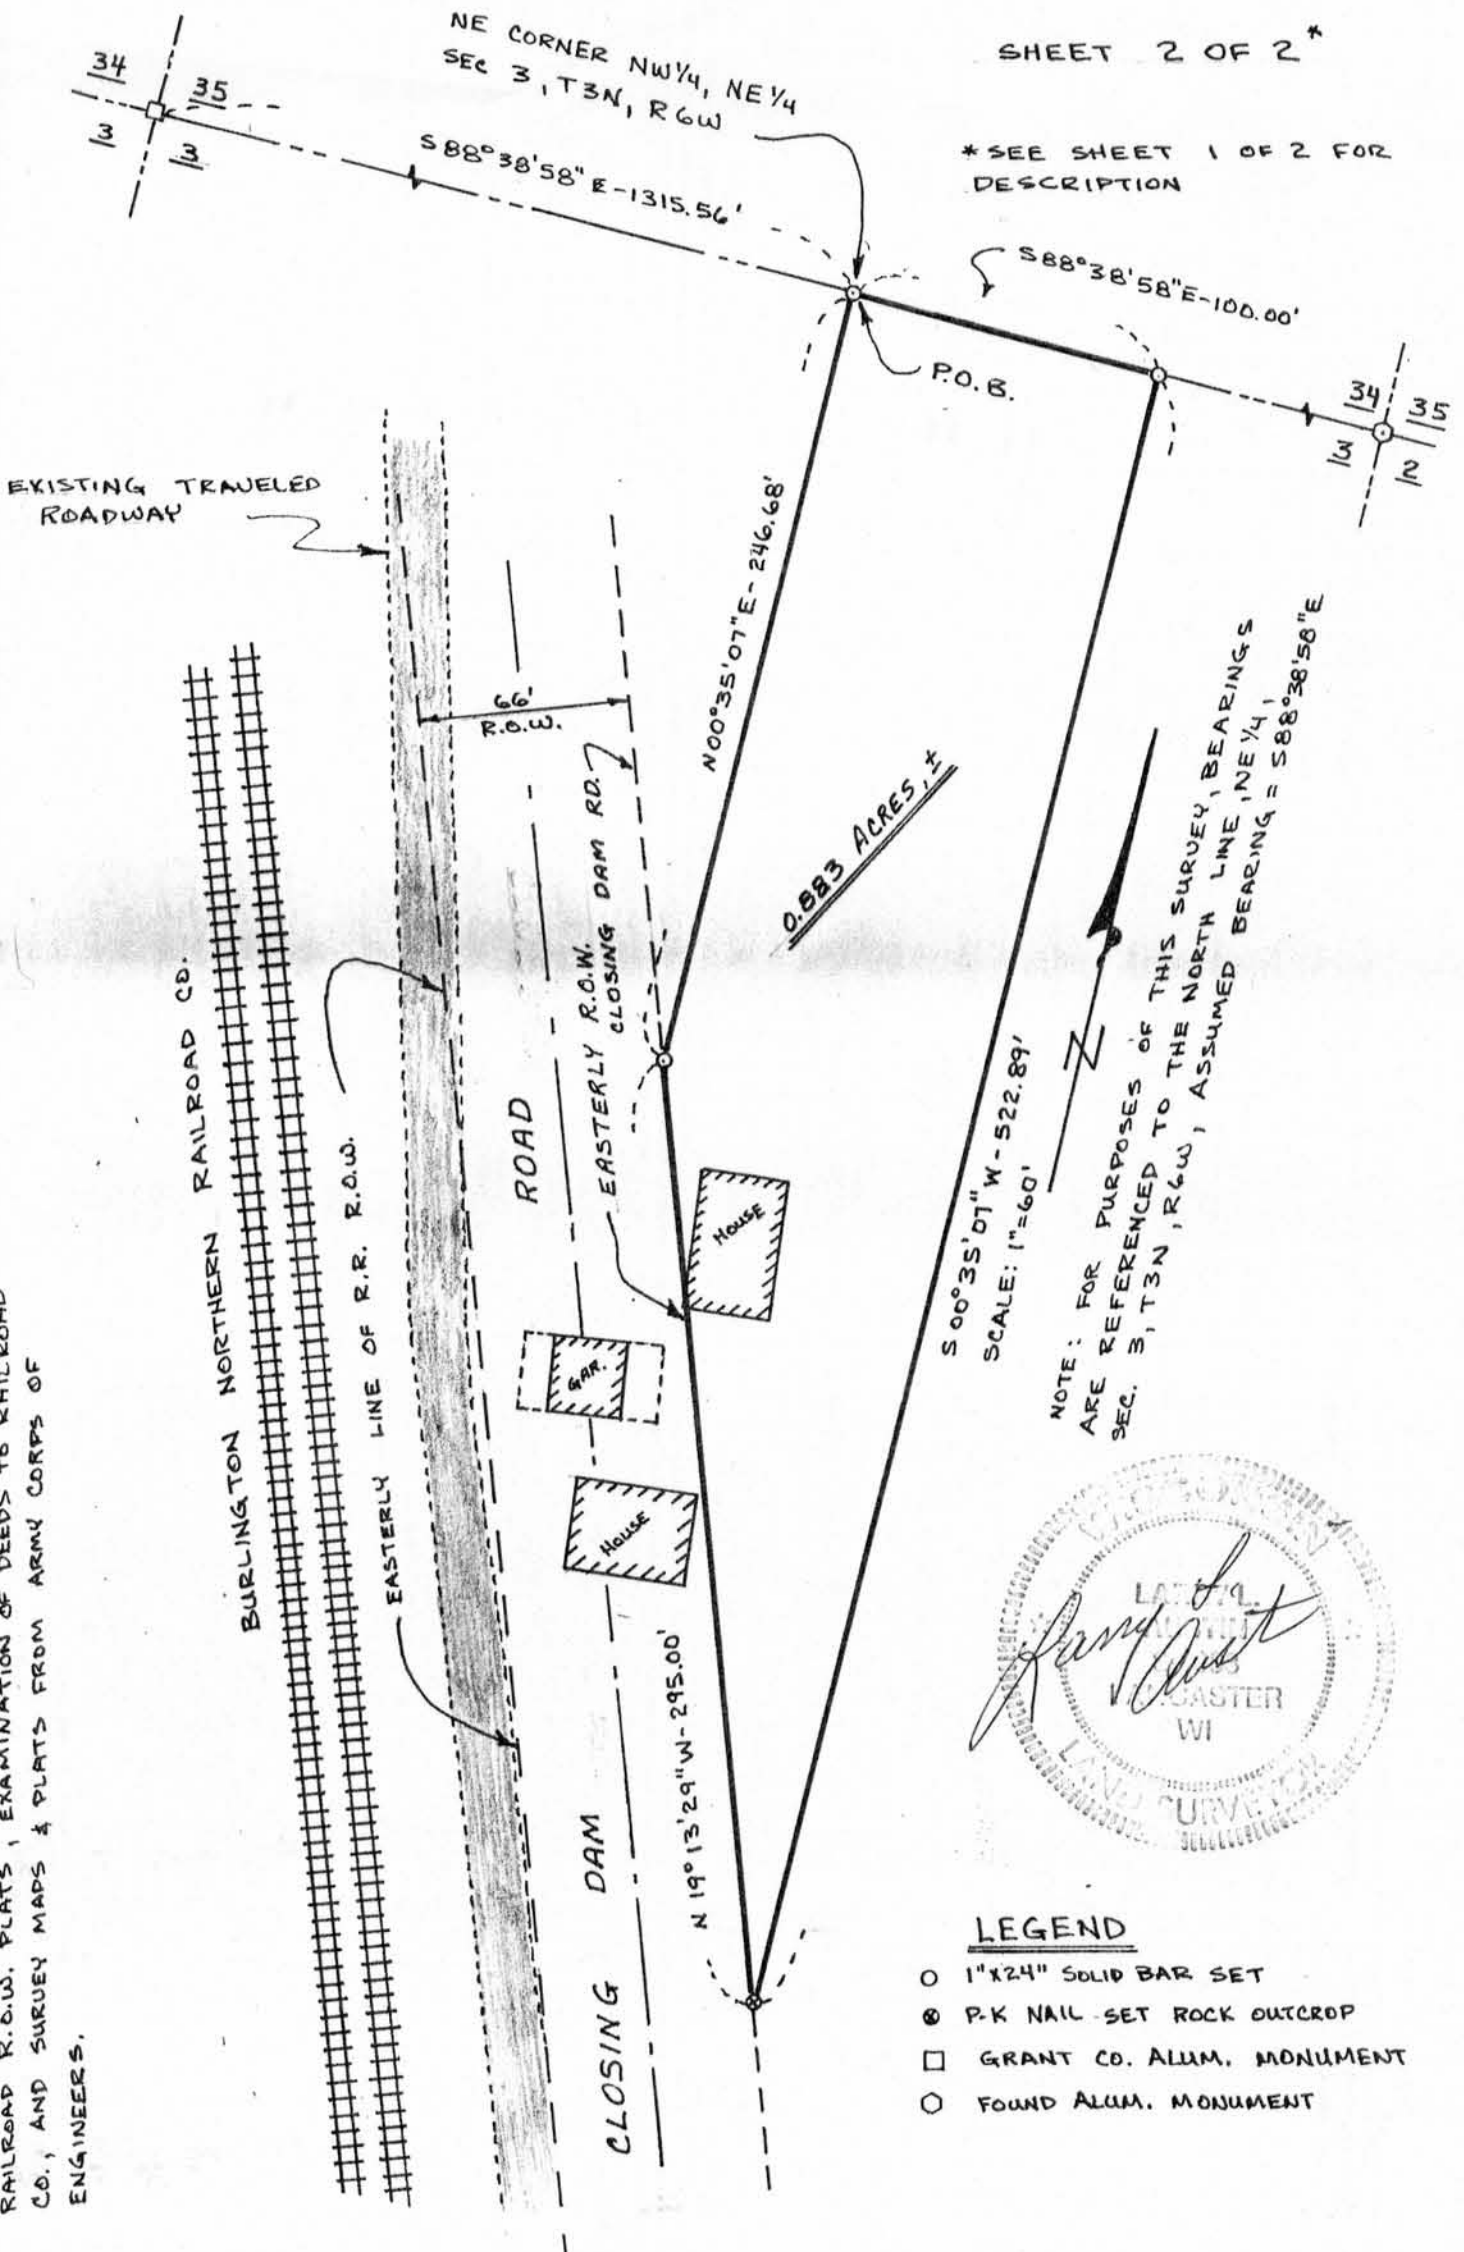 SHEET 2 OF 2*
*SEE SHEET 1 OF 2 FOR
DESCRIPTION
NE CORNER NW1/4, NE1/4
SEC 3, T3N, R6W
34
35
3
3
S88°38'58"E-1315.56'
S88°38'58"E-100.00'
P.O.B.
34
35
3
2
EXISTING TRAVELED
ROADWAY
66'
R.O.W.
N00°35'07"E-246.68'
0.883 ACRES,±
EASTERLY R.O.W.
CLOSING DAM RD.
BURLINGTON NORTHERN RAILROAD CO.
EASTERLY LINE OF R.R. R.O.W.
CLOSING DAM ROAD
HOUSE
GAR.
HOUSE
N19°13'29"W-295.00'
S00°35'07"W-522.89'
SCALE: 1"=60'
NOTE: FOR PURPOSES OF THIS SURVEY, BEARINGS
ARE REFERENCED TO THE NORTH LINE, NE1/4,
SEC. 3, T3N, R6W, ASSUMED BEARING = S88°38'58"E
RAILROAD R.O.W. PLATS, EXAMINATION OF DEEDS TO RAILROAD
CO., AND SURVEY MAPS & PLATS FROM ARMY CORPS OF
ENGINEERS.
WISCONSIN
WI
LAND SURVEYOR
LEGEND
1"X24" SOLID BAR SET
P-K NAIL SET ROCK OUTCROP
GRANT CO. ALUM. MONUMENT
FOUND ALUM. MONUMENT